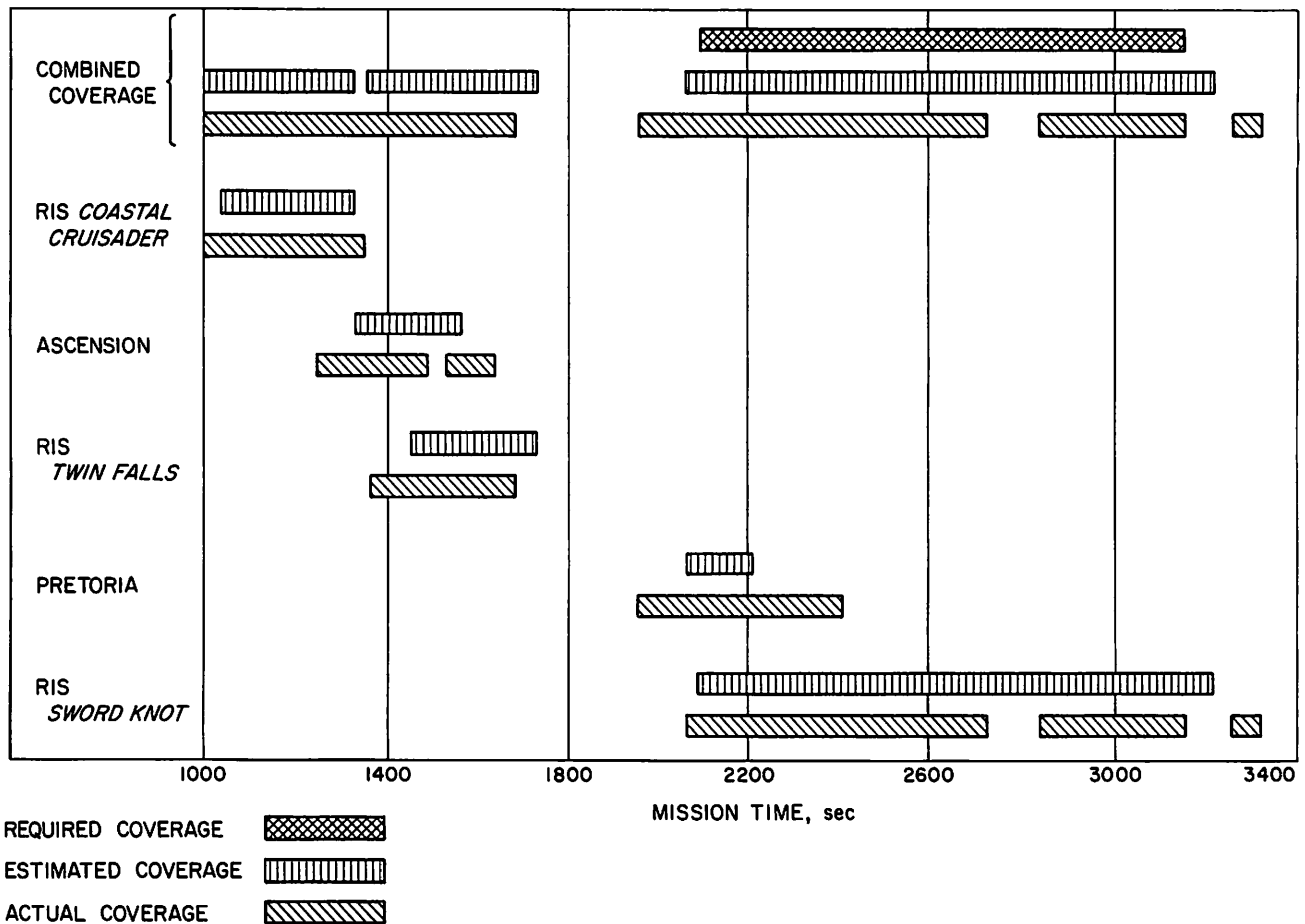 COMBINED
COVERAGE
RIS COASTAL
CRUISADER
ASCENSION
RIS
TWIN FALLS
PRETORIA
RIS
SWORD KNOT
1000 1400 1800 2200 2600 3000 3400
MISSION TIME, sec
REQUIRED COVERAGE
ESTIMATED COVERAGE
ACTUAL COVERAGE